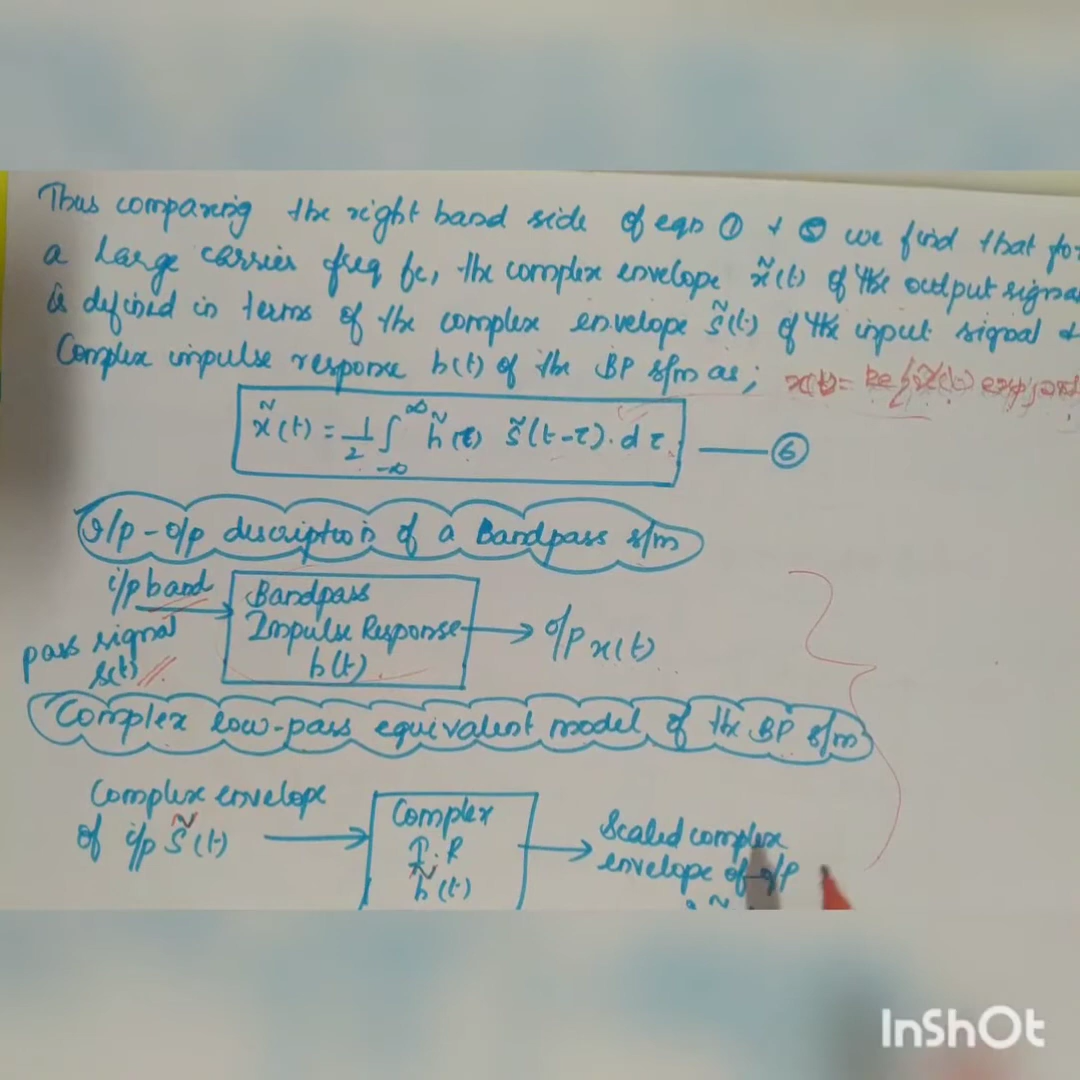 Thus comparing the right hand side of eqn ① + ⑤ we find that for
a large carrier freq fc, the complex envelope x̃(t) of the output signal
is defined in terms of the complex envelope s̃(t) of the input signal &
Complex impulse response h(t) of the BP s/m as;
x̃(t) = 1/2 ∫_{-∞}^{∞} h̃(τ) s̃(t-τ). dτ. ⑥
I/p - o/p description of a Bandpass s/m
i/p band
pass signal
s(t)
Bandpass
Impulse Response
h(t)
o/p x(t)
Complex low-pass equivalent model of the BP s/m
Complex envelope
of i/p s̃(t)
Complex
I.R
h̃(t)
Scaled complex
envelope of o/p
InShOt